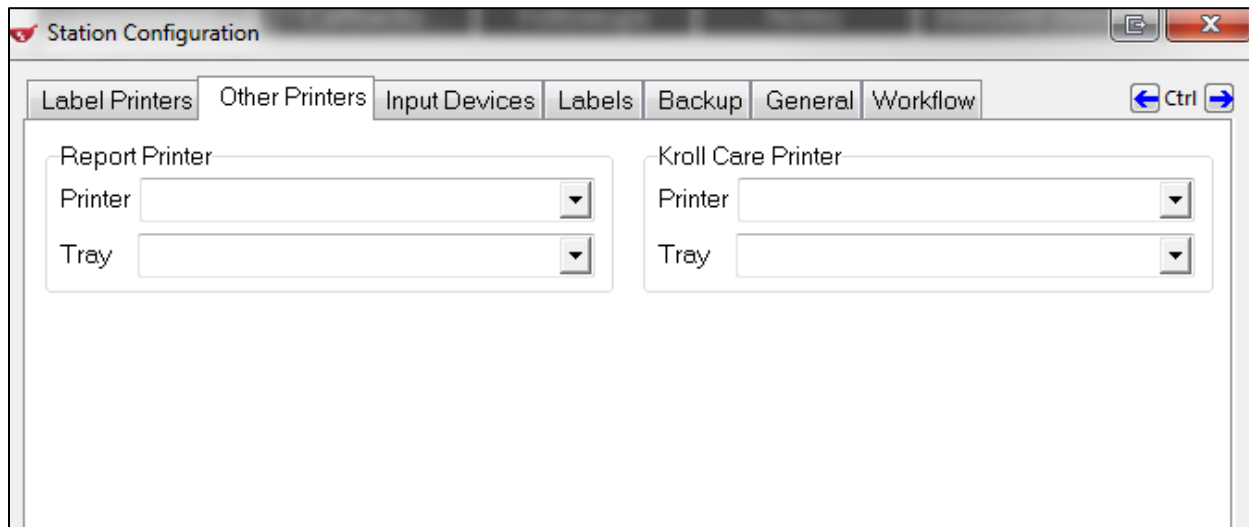 Station Configuration
Label Printers Other Printers Input Devices Labels Backup General Workflow Ctrl
Report Printer Kroll Care Printer
Printer Printer
Tray Tray